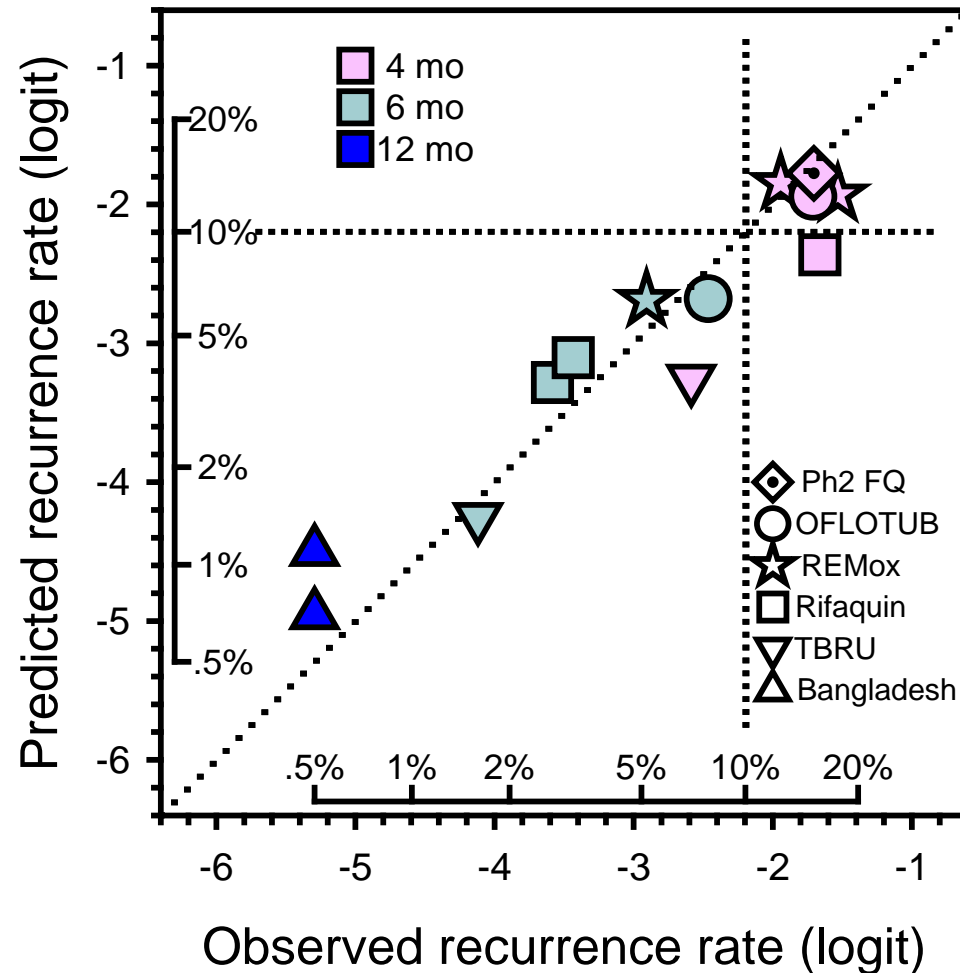 Predicted recurrence rate (logit)
-1
-2
-3
-4
-5
-6
20%
10%
5%
2%
1%
.5%
4 mo
6 mo
12 mo
Ph2 FQ
OFLOTUB
REMox
Rifaquin
TBRU
Bangladesh
.5% 1% 2% 5% 10% 20%
-6 -5 -4 -3 -2 -1
Observed recurrence rate (logit)